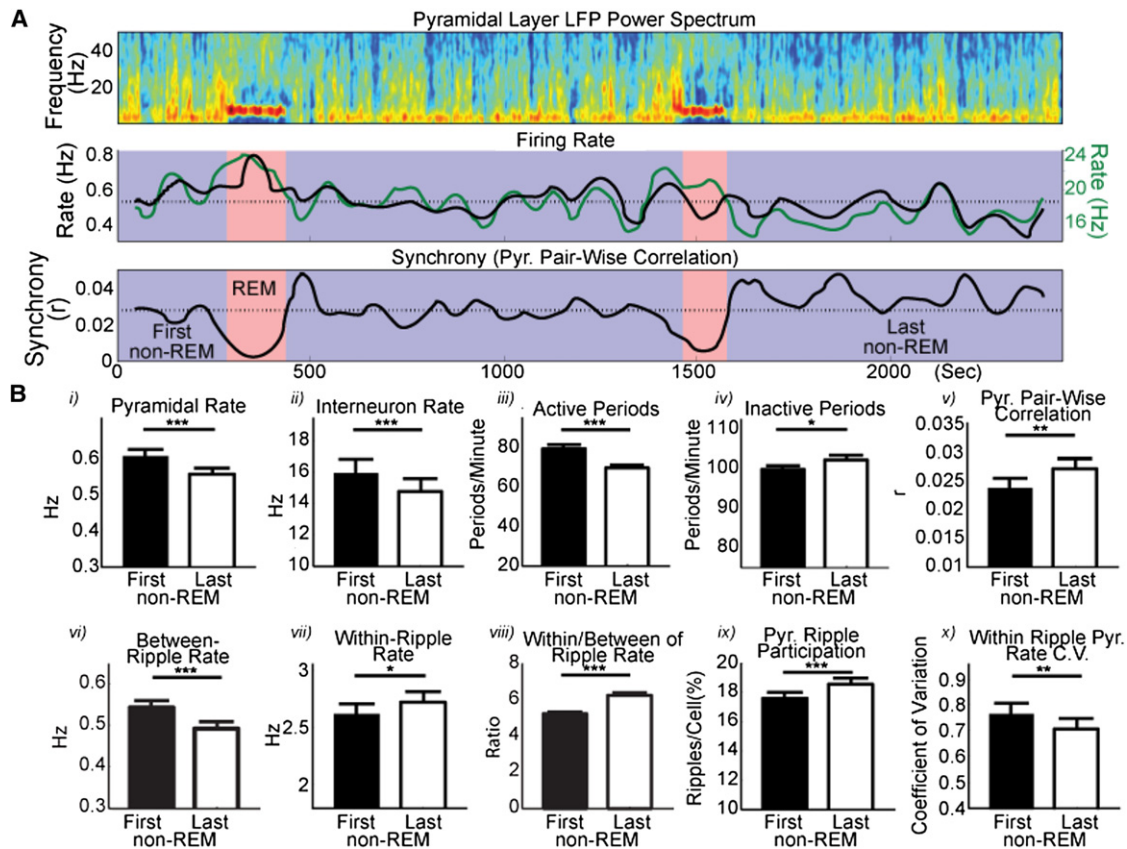 A
Pyramidal Layer LFP Power Spectrum
Frequency
(Hz)
40
20
Firing Rate
Rate (Hz)
0.8
0.6
0.4
24
20
16
Rate (Hz)
Synchrony (Pyr. Pair-Wise Correlation)
Synchrony
(r)
0.04
0.02
0
REM
First
non-REM
Last
non-REM
0
500
1000
1500
2000
(Sec)
B
i)
Pyramidal Rate
***
Hz
0.6
0.5
0.4
0.3
First
Last
non-REM
ii)
Interneuron Rate
***
Hz
18
16
14
12
10
First
Last
non-REM
iii)
Active Periods
***
Periods/Minute
80
60
40
20
First
Last
non-REM
iv)
Inactive Periods
*
Periods/Minute
110
100
90
80
First
Last
non-REM
v)
Pyr. Pair-Wise
Correlation
**
r
0.035
0.03
0.025
0.02
0.015
0.01
First
Last
non-REM
vi)
Between-
Ripple Rate
***
Hz
0.6
0.5
0.4
0.3
First
Last
non-REM
vii)
Within-Ripple
Rate
*
Hz
3
2.5
2
First
Last
non-REM
viii)
Within/Between of
Ripple Rate
***
Ratio
8
6
4
2
0
First
Last
non-REM
ix)
Pyr. Ripple
Participation
***
Ripples/Cell(%)
20
18
16
14
12
10
First
Last
non-REM
x)
Within Ripple Pyr.
Rate C.V.
**
Coefficient of Variation
0.9
0.8
0.7
0.6
0.5
0.4
First
Last
non-REM